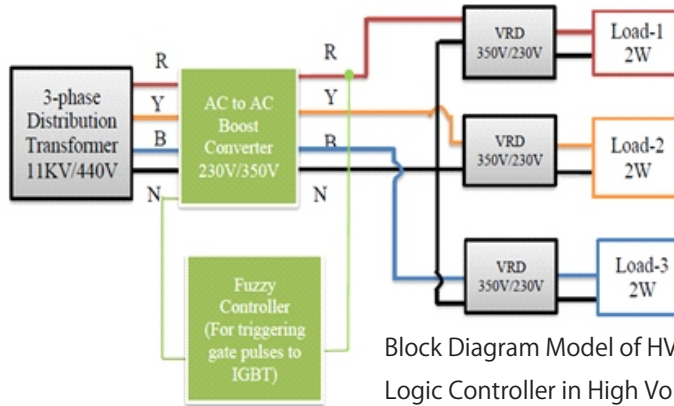 3-phase
Distribution
Transformer
11KV/440V
R
Y
B
N
AC to AC
Boost
Converter
230V/350V
R
Y
B
N
Fuzzy
Controller
(For triggering
gate pulses to
IGBT)
VRD
350V/230V
Load-1
2W
VRD
350V/230V
Load-2
2W
VRD
350V/230V
Load-3
2W
Block Diagram Model of HV
Logic Controller in High Vo